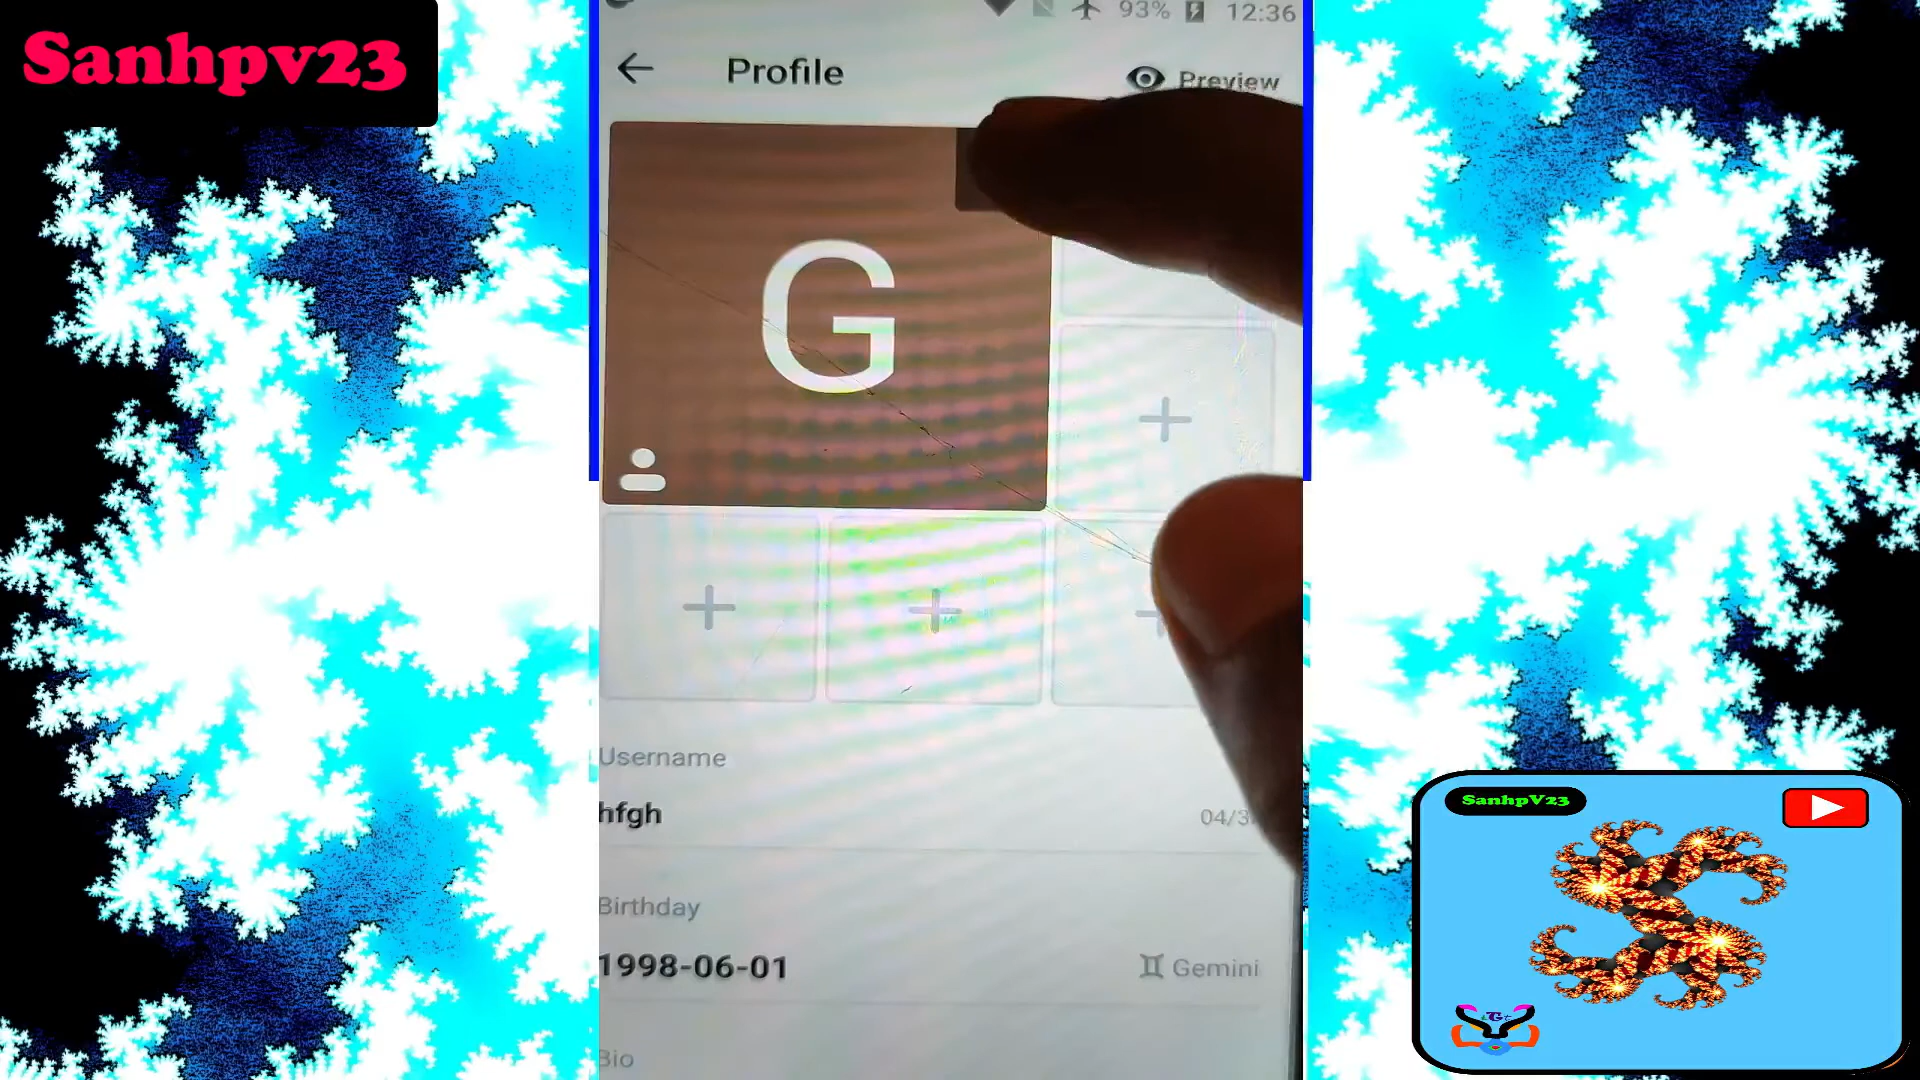 Sanhpv23
93% 12:36
Profile
Preview
G
Username
hfgh
Birthday
1998-06-01
Gemini
Bio
SanhpV23